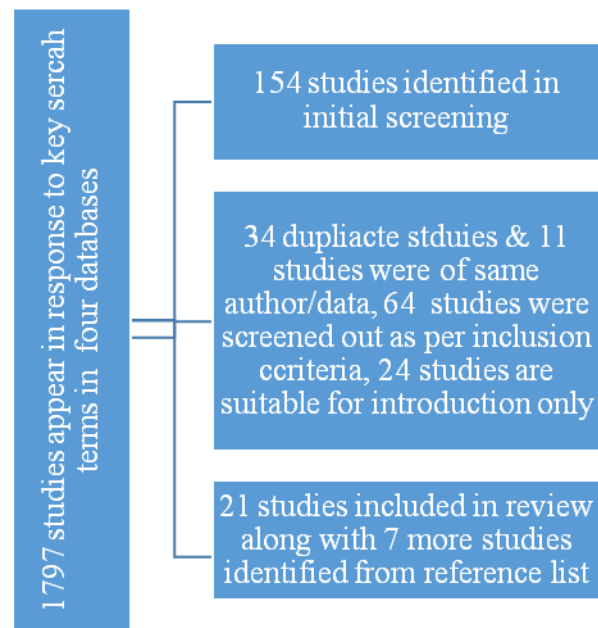 1797 studies appear in response to key sercah
terms in four databases
154 studies identified in
initial screening
34 dupliacte stduies & 11
studies were of same
author/data, 64 studies were
screened out as per inclusion
ccriteria, 24 studies are
suitable for introduction only
21 studies included in review
along with 7 more studies
identified from reference list